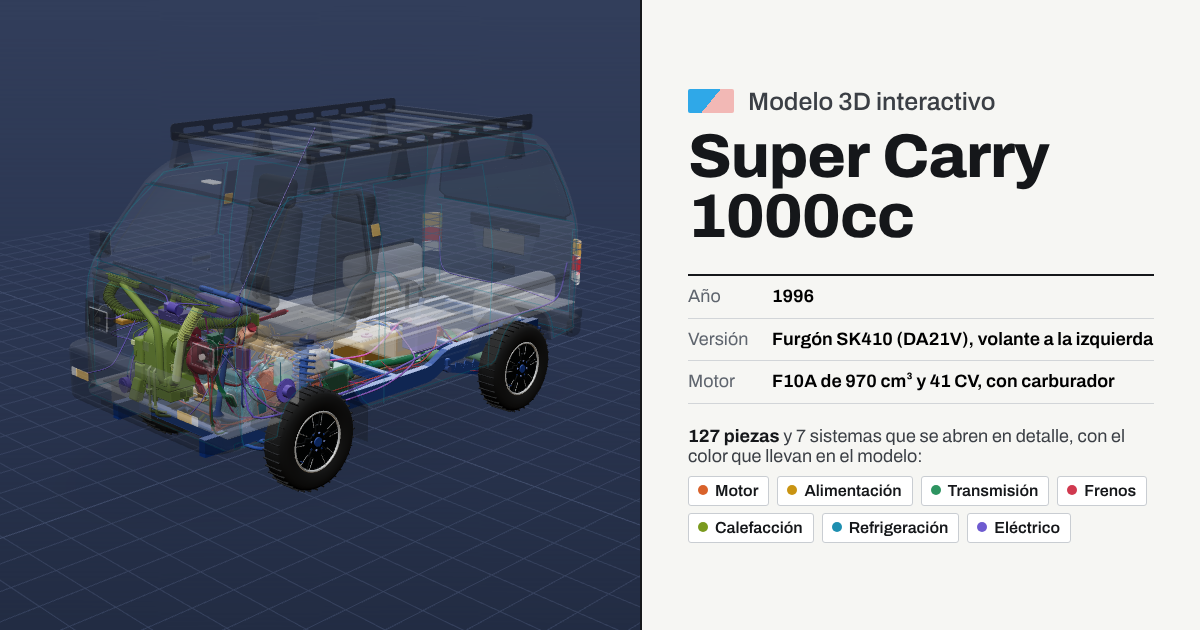 Modelo 3D interactivo
Super Carry
1000cc
Año 1996
Versión Furgón SK410 (DA21V), volante a la izquierda
Motor F10A de 970 cm³ y 41 CV, con carburador
127 piezas y 7 sistemas que se abren en detalle, con el
color que llevan en el modelo:
Motor Alimentación Transmisión Frenos
Calefacción Refrigeración Eléctrico